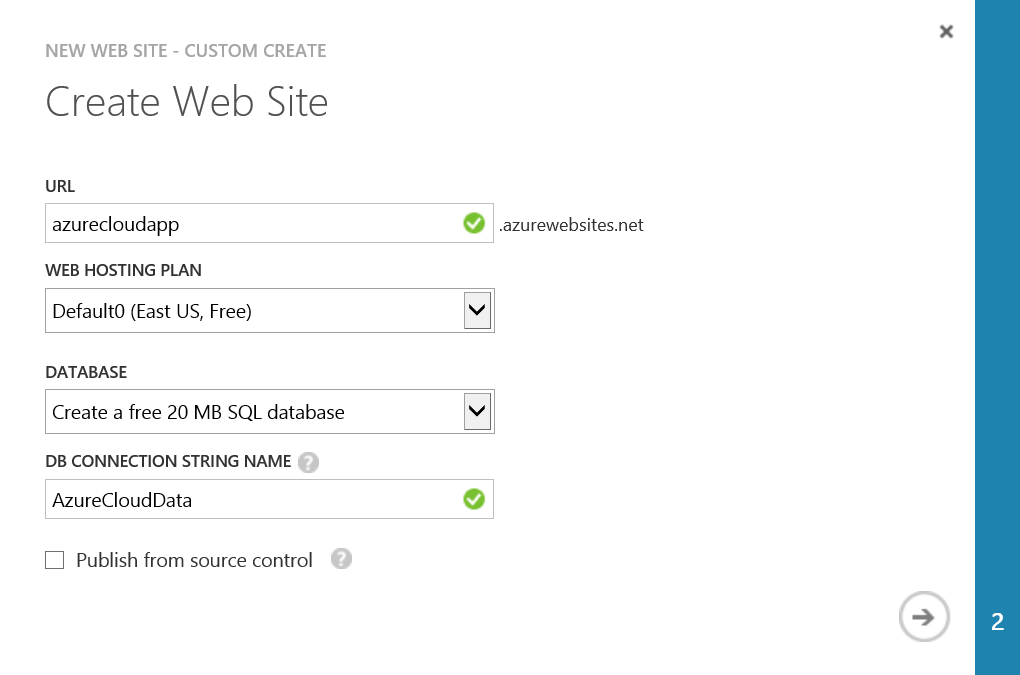 NEW WEB SITE - CUSTOM CREATE
Create Web Site
URL
azurecloudapp .azurewebsites.net
WEB HOSTING PLAN
Default0 (East US, Free)
DATABASE
Create a free 20 MB SQL database
DB CONNECTION STRING NAME ?
AzureCloudData
Publish from source control ?
2